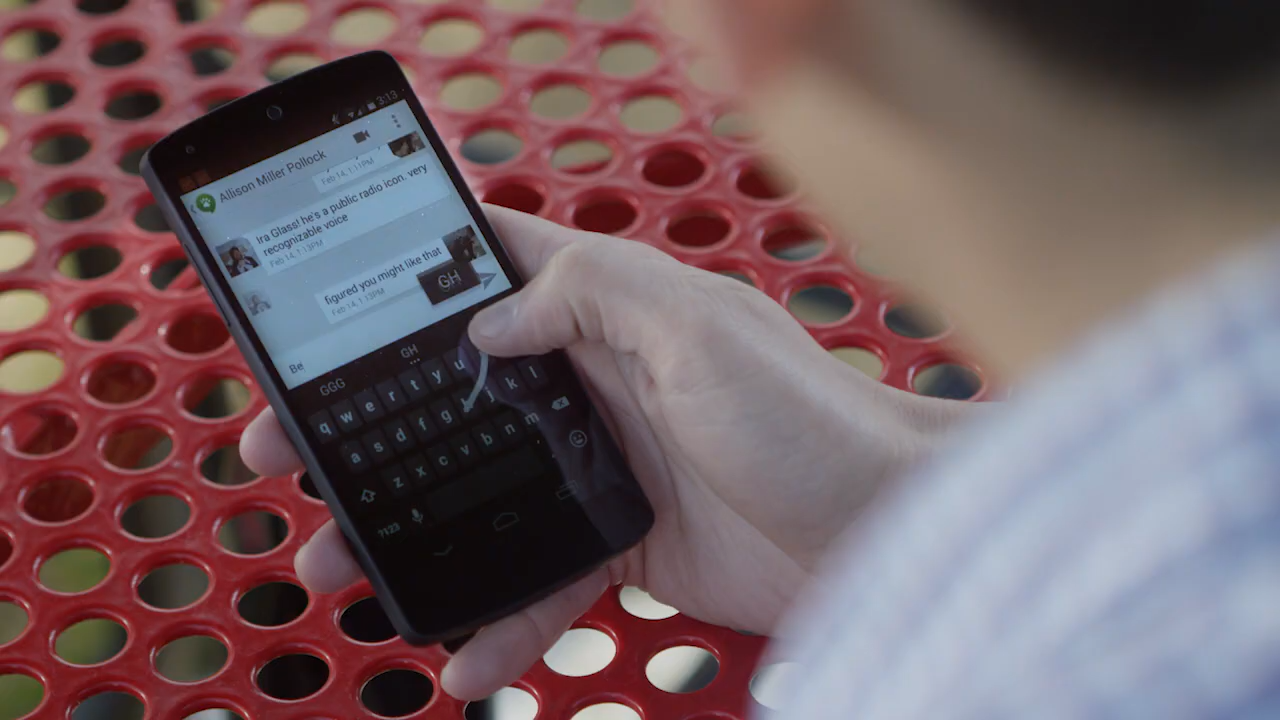 3:13
Allison Miller Pollock
Feb 14, 1:11PM
Ira Glass! he's a public radio icon. very
recognizable voice
Feb 14, 1:13PM
figured you might like that
Feb 14, 1:13PM
GH
Be
GGG
GH
q w e r t y u
a s d f g j k l
z x c v b n m
?123